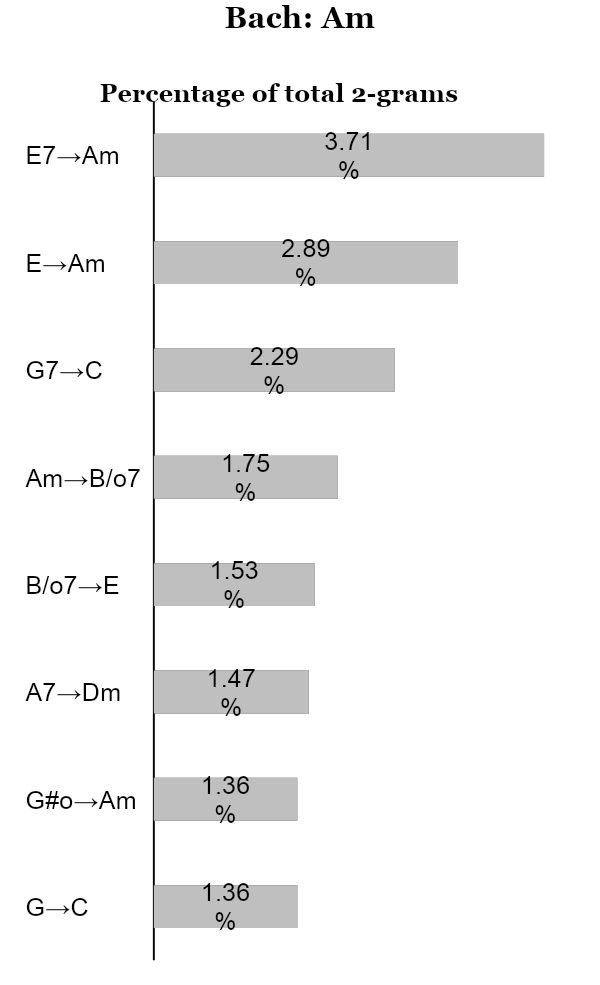 Bach: Am
Percentage of total 2-grams
E7→Am
3.71
%
E→Am
2.89
%
G7→C
2.29
%
Am→B/o7
1.75
%
B/o7→E
1.53
%
A7→Dm
1.47
%
G#o→Am
1.36
%
G→C
1.36
%